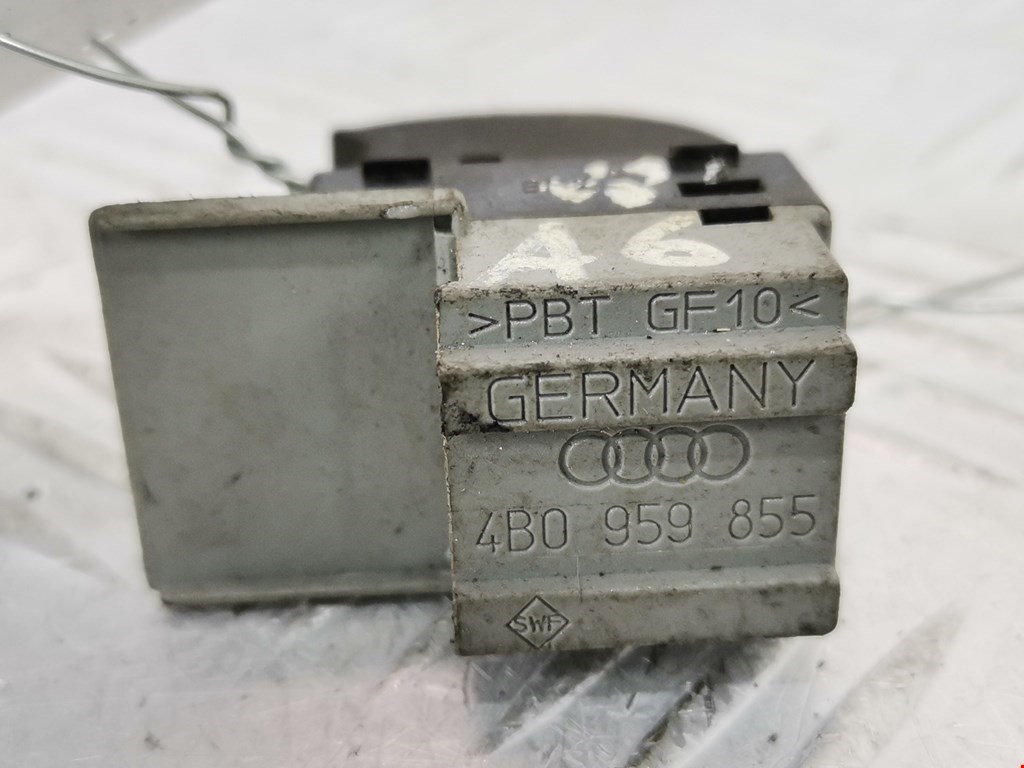 A6
>PBT GF10<
GERMANY
4B0 959 855
SWF